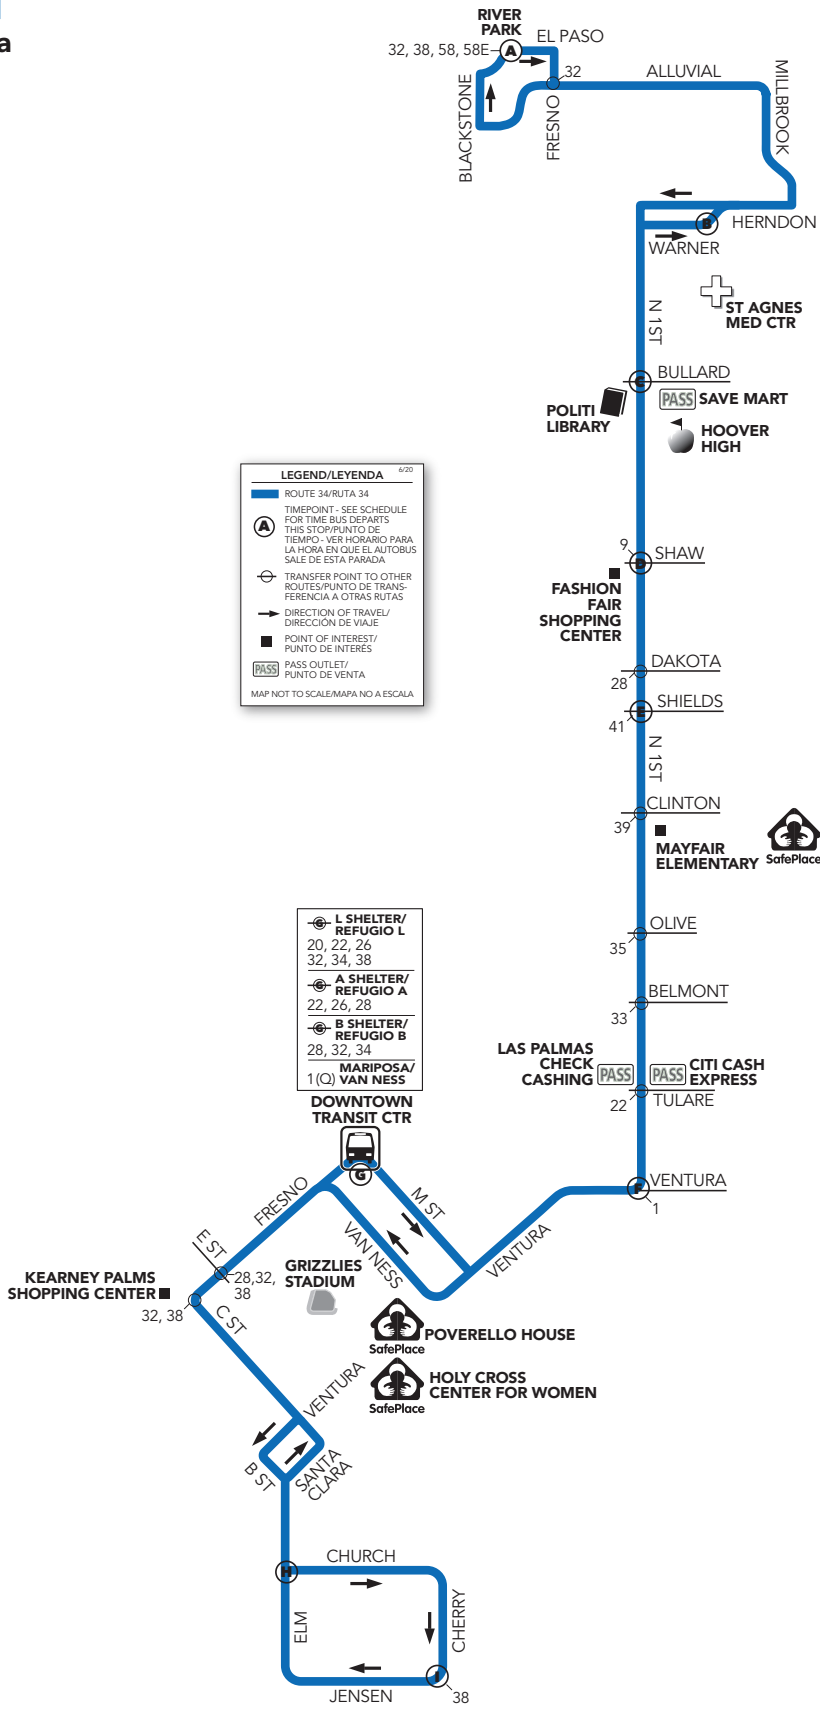 a
RIVER
PARK
32, 38, 58, 58E
A
EL PASO
32
ALLUVIAL
MILLBROOK
BLACKSTONE
FRESNO
B
HERNDON
WARNER
ST AGNES
MED CTR
N 1ST
C
BULLARD
PASS SAVE MART
POLITI
LIBRARY
HOOVER
HIGH
LEGEND/LEYENDA
6/20
ROUTE 34/RUTA 34
A
TIMEPOINT - SEE SCHEDULE
FOR TIME BUS DEPARTS
THIS STOP/PUNTO DE
TIEMPO - VER HORARIO PARA
LA HORA EN QUE EL AUTOBUS
SALE DE ESTA PARADA
TRANSFER POINT TO OTHER
ROUTES/PUNTO DE TRANS-
FERENCIA A OTRAS RUTAS
DIRECTION OF TRAVEL/
DIRECCIÓN DE VIAJE
POINT OF INTEREST/
PUNTO DE INTERÉS
PASS
PASS OUTLET/
PUNTO DE VENTA
MAP NOT TO SCALE/MAPA NO A ESCALA
9
D
SHAW
FASHION
FAIR
SHOPPING
CENTER
DAKOTA
28
E
SHIELDS
41
N 1ST
CLINTON
39
MAYFAIR
ELEMENTARY
SafePlace
OLIVE
35
BELMONT
33
LAS PALMAS
CHECK
CASHING
PASS
PASS
CITI CASH
EXPRESS
22
TULARE
F
VENTURA
1
G
L SHELTER/
REFUGIO L
20, 22, 26
32, 34, 38
G
A SHELTER/
REFUGIO A
22, 26, 28
G
B SHELTER/
REFUGIO B
28, 32, 34
MARIPOSA/
1 (Q) VAN NESS
DOWNTOWN
TRANSIT CTR
G
FRESNO
M ST
VAN NESS
VENTURA
E ST
28,32,
38
GRIZZLIES
STADIUM
KEARNEY PALMS
SHOPPING CENTER
32, 38
C ST
SafePlace
POVERELLO HOUSE
SafePlace
HOLY CROSS
CENTER FOR WOMEN
VENTURA
B ST
SANTA
CLARA
H
CHURCH
ELM
CHERRY
I
38
JENSEN